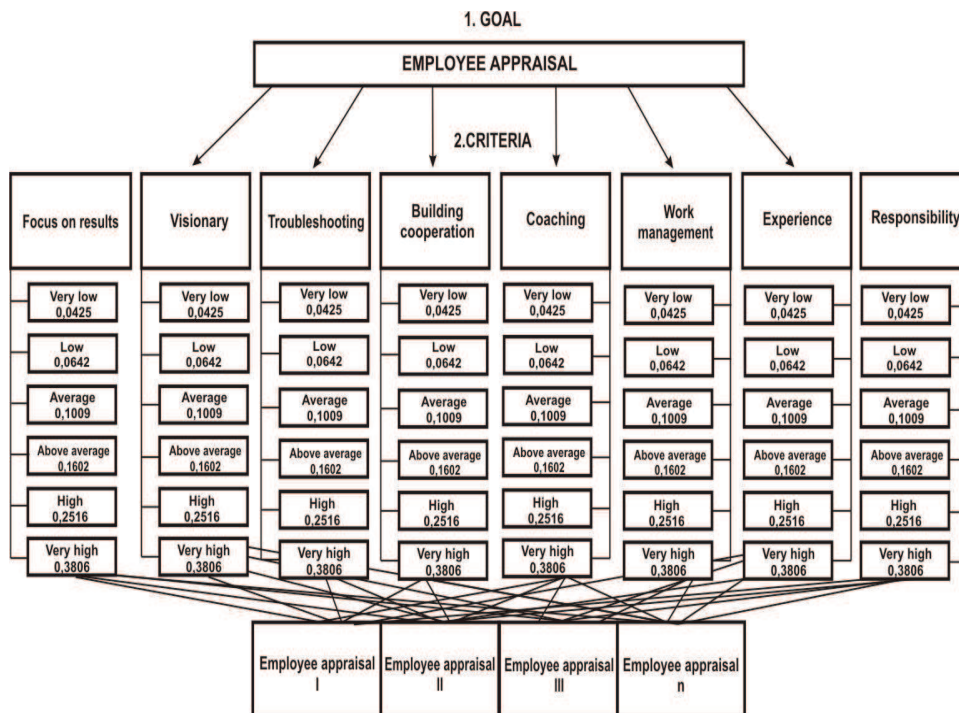 1. GOAL
EMPLOYEE APPRAISAL
2.CRITERIA
Focus on results
Visionary
Troubleshooting
Building
cooperation
Coaching
Work
management
Experience
Responsibility
Very low
0,0425
Low
0,0642
Average
0,1009
Above average
0,1602
High
0,2516
Very high
0,3806
Very low
0,0425
Low
0,0642
Average
0,1009
Above average
0,1602
High
0,2516
Very high
0,3806
Very low
0,0425
Low
0,0642
Average
0,1009
Above average
0,1602
High
0,2516
Very high
0,3806
Very low
0,0425
Low
0,0642
Average
0,1009
Above average
0,1602
High
0,2516
Very high
0,3806
Very low
0,0425
Low
0,0642
Average
0,1009
Above average
0,1602
High
0,2516
Very high
0,3806
Very low
0,0425
Low
0,0642
Average
0,1009
Above average
0,1602
High
0,2516
Very high
0,3806
Very low
0,0425
Low
0,0642
Average
0,1009
Above average
0,1602
High
0,2516
Very high
0,3806
Very low
0,0425
Low
0,0642
Average
0,1009
Above average
0,1602
High
0,2516
Very high
0,3806
Employee appraisal
I
Employee appraisal
II
Employee appraisal
III
Employee appraisal
n